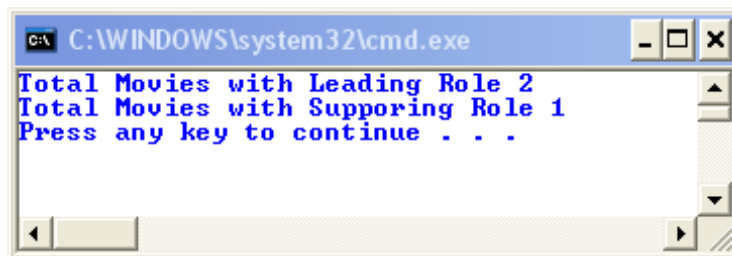 C:\WINDOWS\system32\cmd.exe
Total Movies with Leading Role 2
Total Movies with Supporing Role 1
Press any key to continue . . .